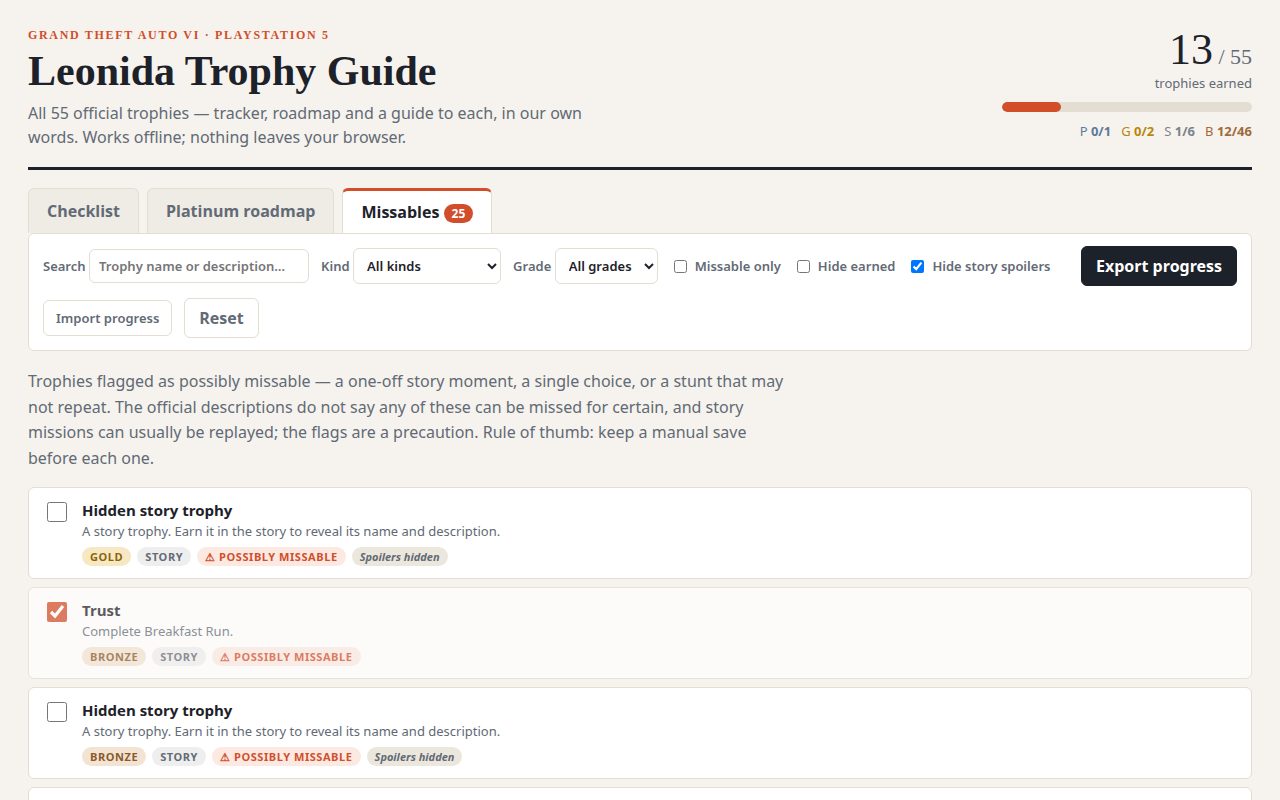 GRAND THEFT AUTO VI · PLAYSTATION 5
Leonida Trophy Guide
All 55 official trophies — tracker, roadmap and a guide to each, in our own
words. Works offline; nothing leaves your browser.
13 / 55
trophies earned
P 0/1 G 0/2 S 1/6 B 12/46
Checklist
Platinum roadmap
Missables 25
Search Trophy name or description... Kind All kinds Grade All grades Missable only Hide earned Hide story spoilers Export progress
Import progress Reset
Trophies flagged as possibly missable — a one-off story moment, a single choice, or a stunt that may
not repeat. The official descriptions do not say any of these can be missed for certain, and story
missions can usually be replayed; the flags are a precaution. Rule of thumb: keep a manual save
before each one.
Hidden story trophy
A story trophy. Earn it in the story to reveal its name and description.
GOLD STORY ⚠ POSSIBLY MISSABLE Spoilers hidden
Trust
Complete Breakfast Run.
BRONZE STORY ⚠ POSSIBLY MISSABLE
Hidden story trophy
A story trophy. Earn it in the story to reveal its name and description.
BRONZE STORY ⚠ POSSIBLY MISSABLE Spoilers hidden